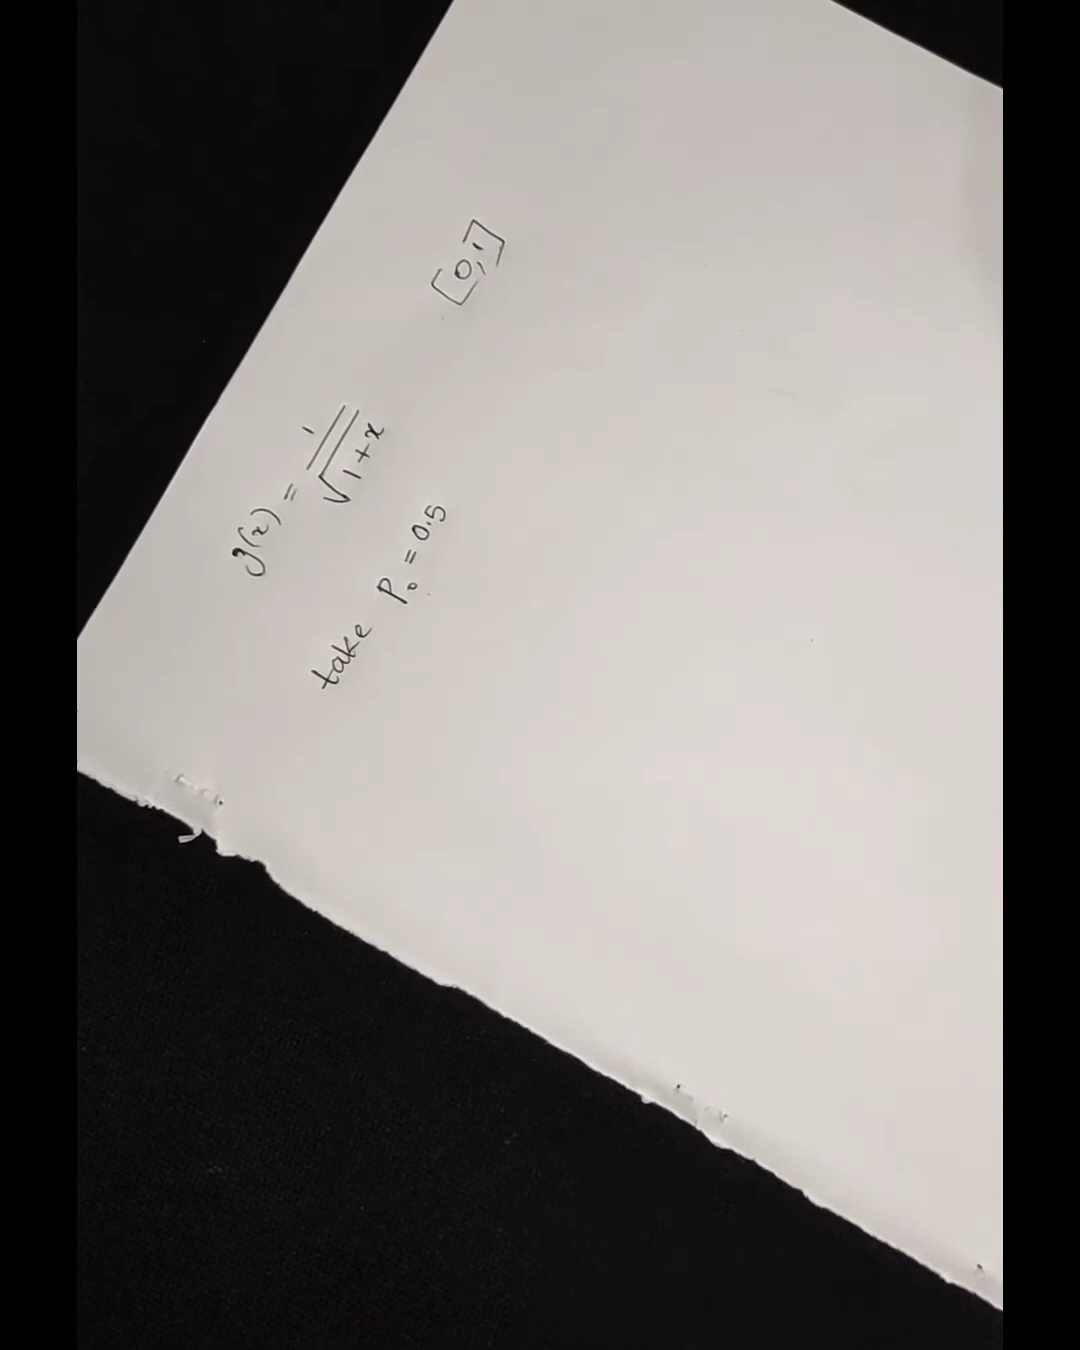 g(x) = 1/√(1+x) [0,1]
take P₀ = 0.5